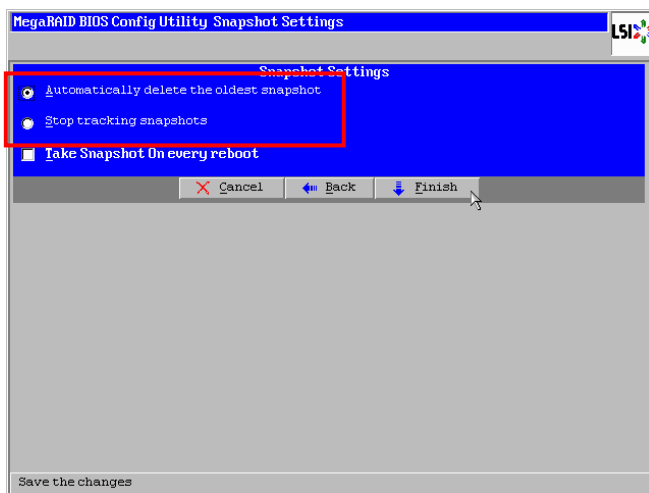 MegaRAID BIOS Config Utility Snapshot Settings
LSI
Snapshot Settings
Automatically delete the oldest snapshot
Stop tracking snapshots
Take Snapshot On every reboot
Cancel Back Finish
Save the changes